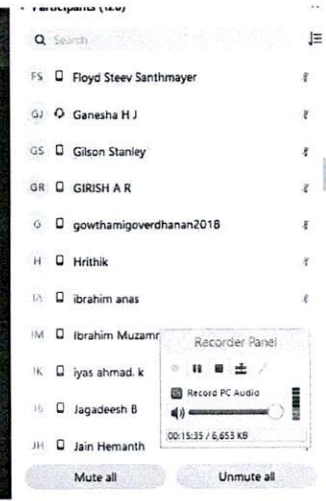 Participants (120)
Search
FS Floyd Steev Santhmayer
GJ Ganesha H J
GS Gilson Stanley
GR GIRISH A R
G gowthamigoverdhanan2018
H Hrithik
IA ibrahim anas
IM Ibrahim Muzamr
IK iyas ahmad. k
JB Jagadeesh B
JH Jain Hemanth
Recorder Panel
Record PC Audio
00:15:35 / 6,653 KB
Mute all
Unmute all